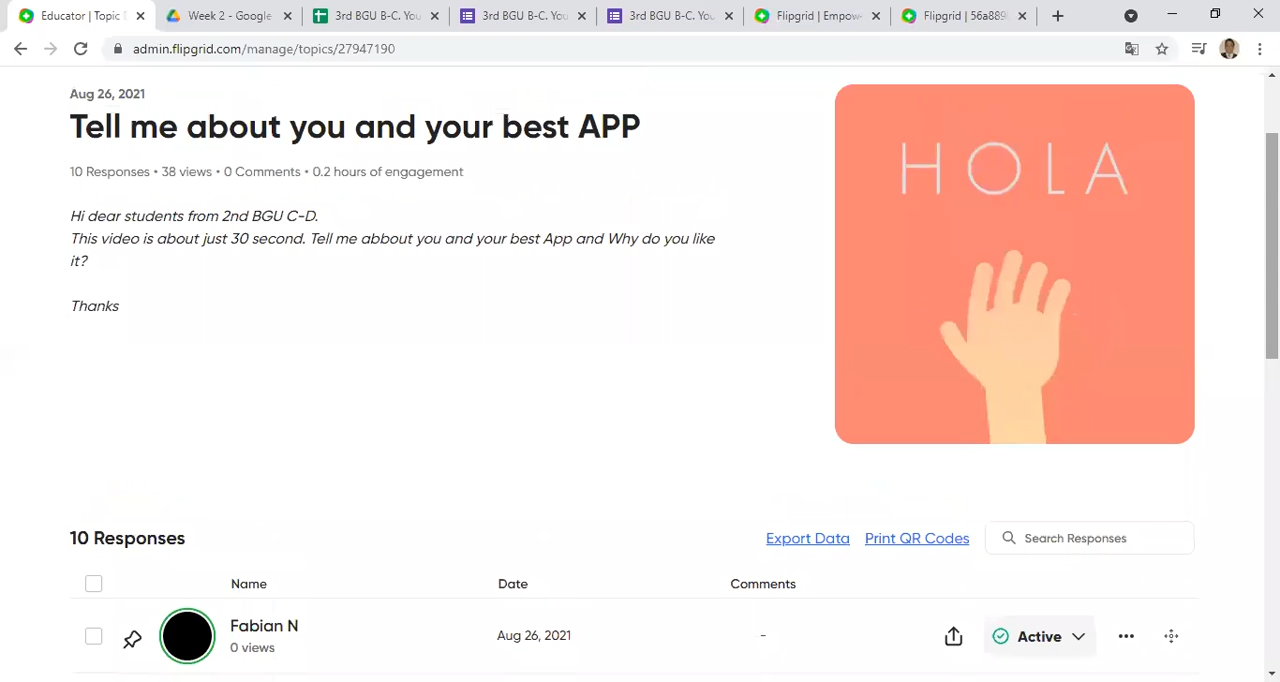 Educator | Topic D
Week 2 - Google
3rd BGU B-C. You
3rd BGU B-C. You
3rd BGU B-C. You
Flipgrid | Empow
Flipgrid | 56a889
admin.flipgrid.com/manage/topics/27947190
Aug 26, 2021
Tell me about you and your best APP
10 Responses • 38 views • 0 Comments • 0.2 hours of engagement
Hi dear students from 2nd BGU C-D.
This video is about just 30 second. Tell me abbout you and your best App and Why do you like
it?
Thanks
HOLA
10 Responses
Export Data
Print QR Codes
Search Responses
Name
Date
Comments
Fabian N
0 views
Aug 26, 2021
-
Active